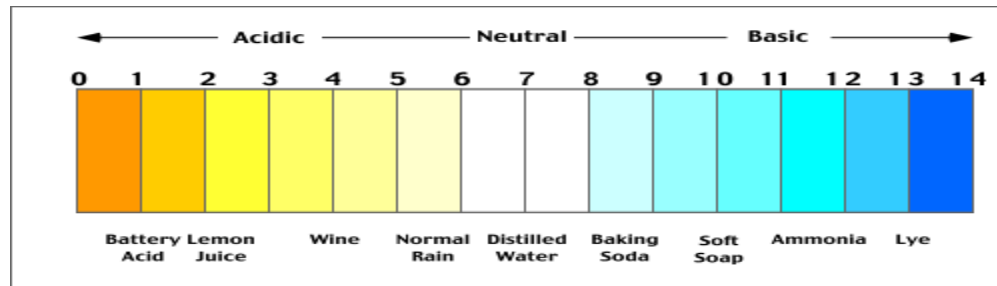 Acidic Neutral Basic
0 1 2 3 4 5 6 7 8 9 10 11 12 13 14
Battery Lemon Wine Normal Distilled Baking Soft Ammonia Lye
Acid Juice Rain Water Soda Soap